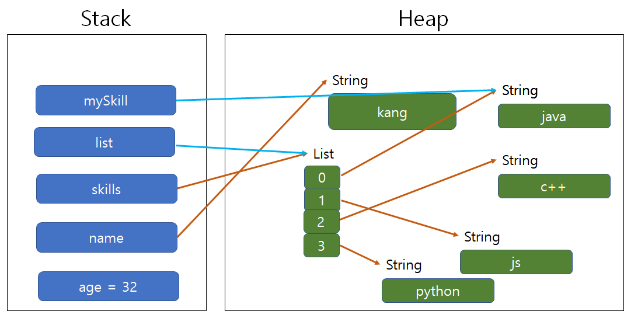 Stack
Heap
mySkill
list
skills
name
age = 32
String
kang
List
0
1
2
3
String
java
String
c++
String
js
String
python